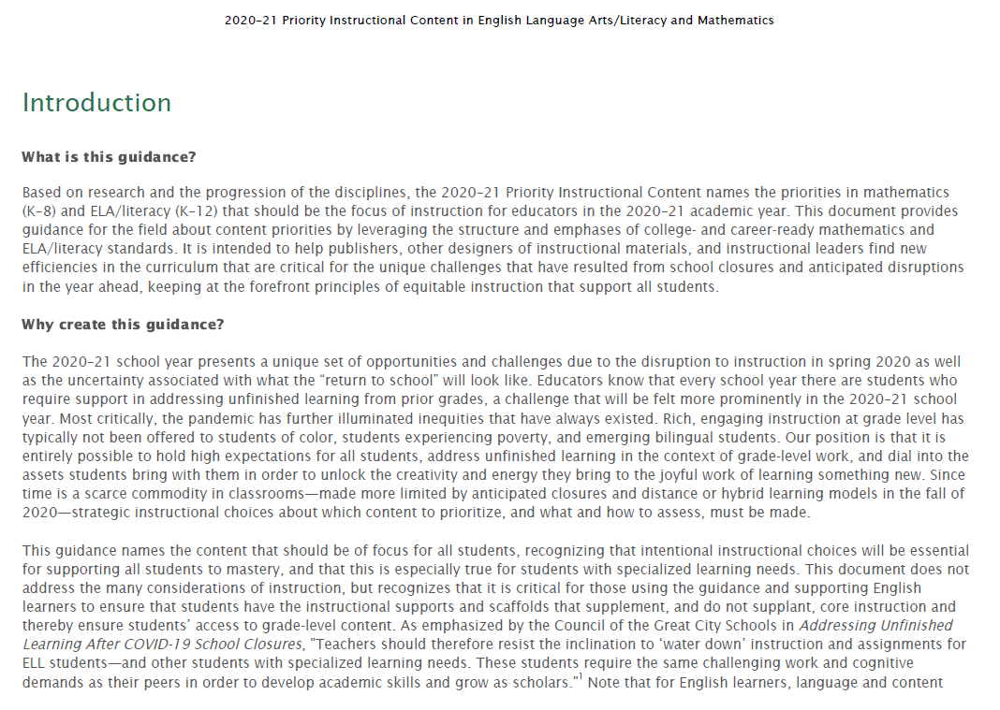 2020–21 Priority Instructional Content in English Language Arts/Literacy and Mathematics
Introduction
What is this guidance?
Based on research and the progression of the disciplines, the 2020–21 Priority Instructional Content names the priorities in mathematics
(K–8) and ELA/literacy (K–12) that should be the focus of instruction for educators in the 2020–21 academic year. This document provides
guidance for the field about content priorities by leveraging the structure and emphases of college- and career-ready mathematics and
ELA/literacy standards. It is intended to help publishers, other designers of instructional materials, and instructional leaders find new
efficiencies in the curriculum that are critical for the unique challenges that have resulted from school closures and anticipated disruptions
in the year ahead, keeping at the forefront principles of equitable instruction that support all students.
Why create this guidance?
The 2020–21 school year presents a unique set of opportunities and challenges due to the disruption to instruction in spring 2020 as well
as the uncertainty associated with what the “return to school” will look like. Educators know that every school year there are students who
require support in addressing unfinished learning from prior grades, a challenge that will be felt more prominently in the 2020–21 school
year. Most critically, the pandemic has further illuminated inequities that have always existed. Rich, engaging instruction at grade level has
typically not been offered to students of color, students experiencing poverty, and emerging bilingual students. Our position is that it is
entirely possible to hold high expectations for all students, address unfinished learning in the context of grade-level work, and dial into the
assets students bring with them in order to unlock the creativity and energy they bring to the joyful work of learning something new. Since
time is a scarce commodity in classrooms—made more limited by anticipated closures and distance or hybrid learning models in the fall of
2020—strategic instructional choices about which content to prioritize, and what and how to assess, must be made.
This guidance names the content that should be of focus for all students, recognizing that intentional instructional choices will be essential
for supporting all students to mastery, and that this is especially true for students with specialized learning needs. This document does not
address the many considerations of instruction, but recognizes that it is critical for those using the guidance and supporting English
learners to ensure that students have the instructional supports and scaffolds that supplement, and do not supplant, core instruction and
thereby ensure students’ access to grade-level content. As emphasized by the Council of the Great City Schools in Addressing Unfinished
Learning After COVID-19 School Closures, "Teachers should therefore resist the inclination to ‘water down’ instruction and assignments for
ELL students—and other students with specialized learning needs. These students require the same challenging work and cognitive
demands as their peers in order to develop academic skills and grow as scholars."1 Note that for English learners, language and content